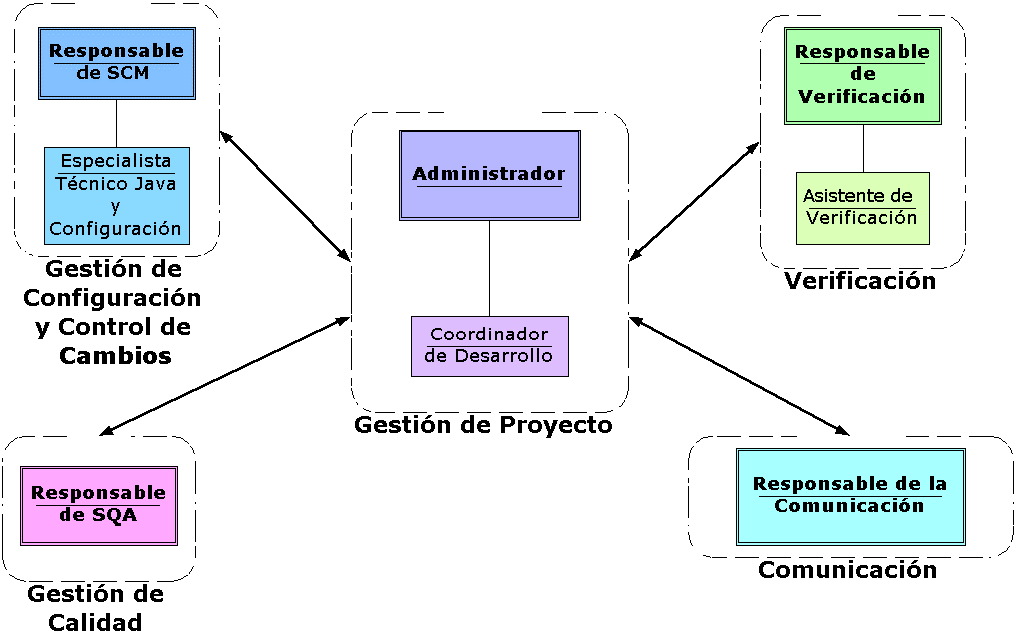 Responsable
de SCM
Especialista
Técnico Java
y
Configuración
Gestión de
Configuración
y Control de
Cambios
Administrador
Coordinador
de Desarrollo
Gestión de Proyecto
Responsable
de
Verificación
Asistente de
Verificación
Verificación
Responsable
de SQA
Gestión de
Calidad
Responsable de la
Comunicación
Comunicación